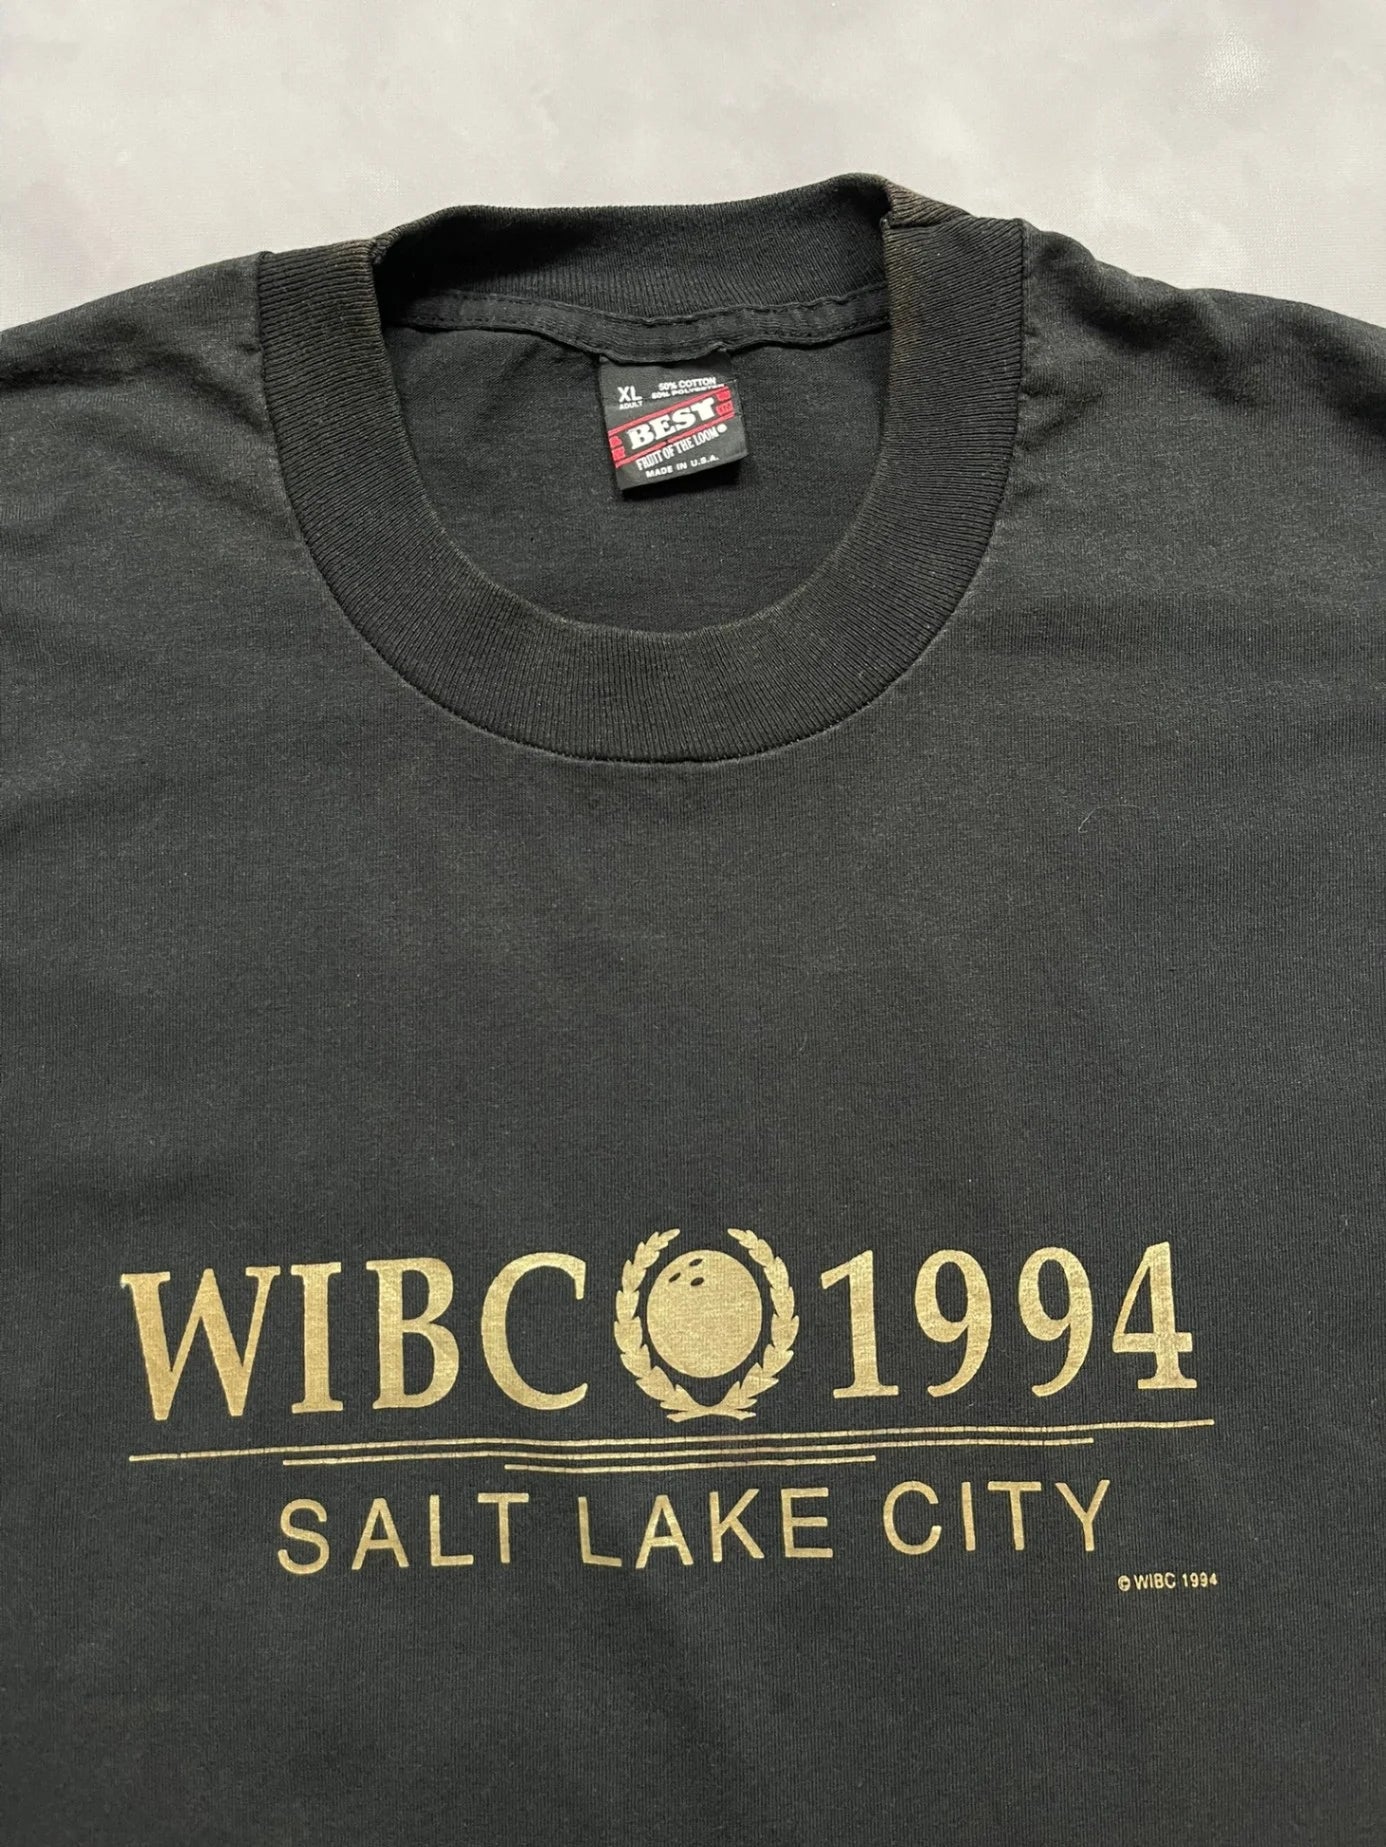 XL
ADULT
50% COTTON
50% POLYESTER
BEST
FRUIT OF THE LOOM®
MADE IN U.S.A.
WIBC 1994
SALT LAKE CITY
© WIBC 1994